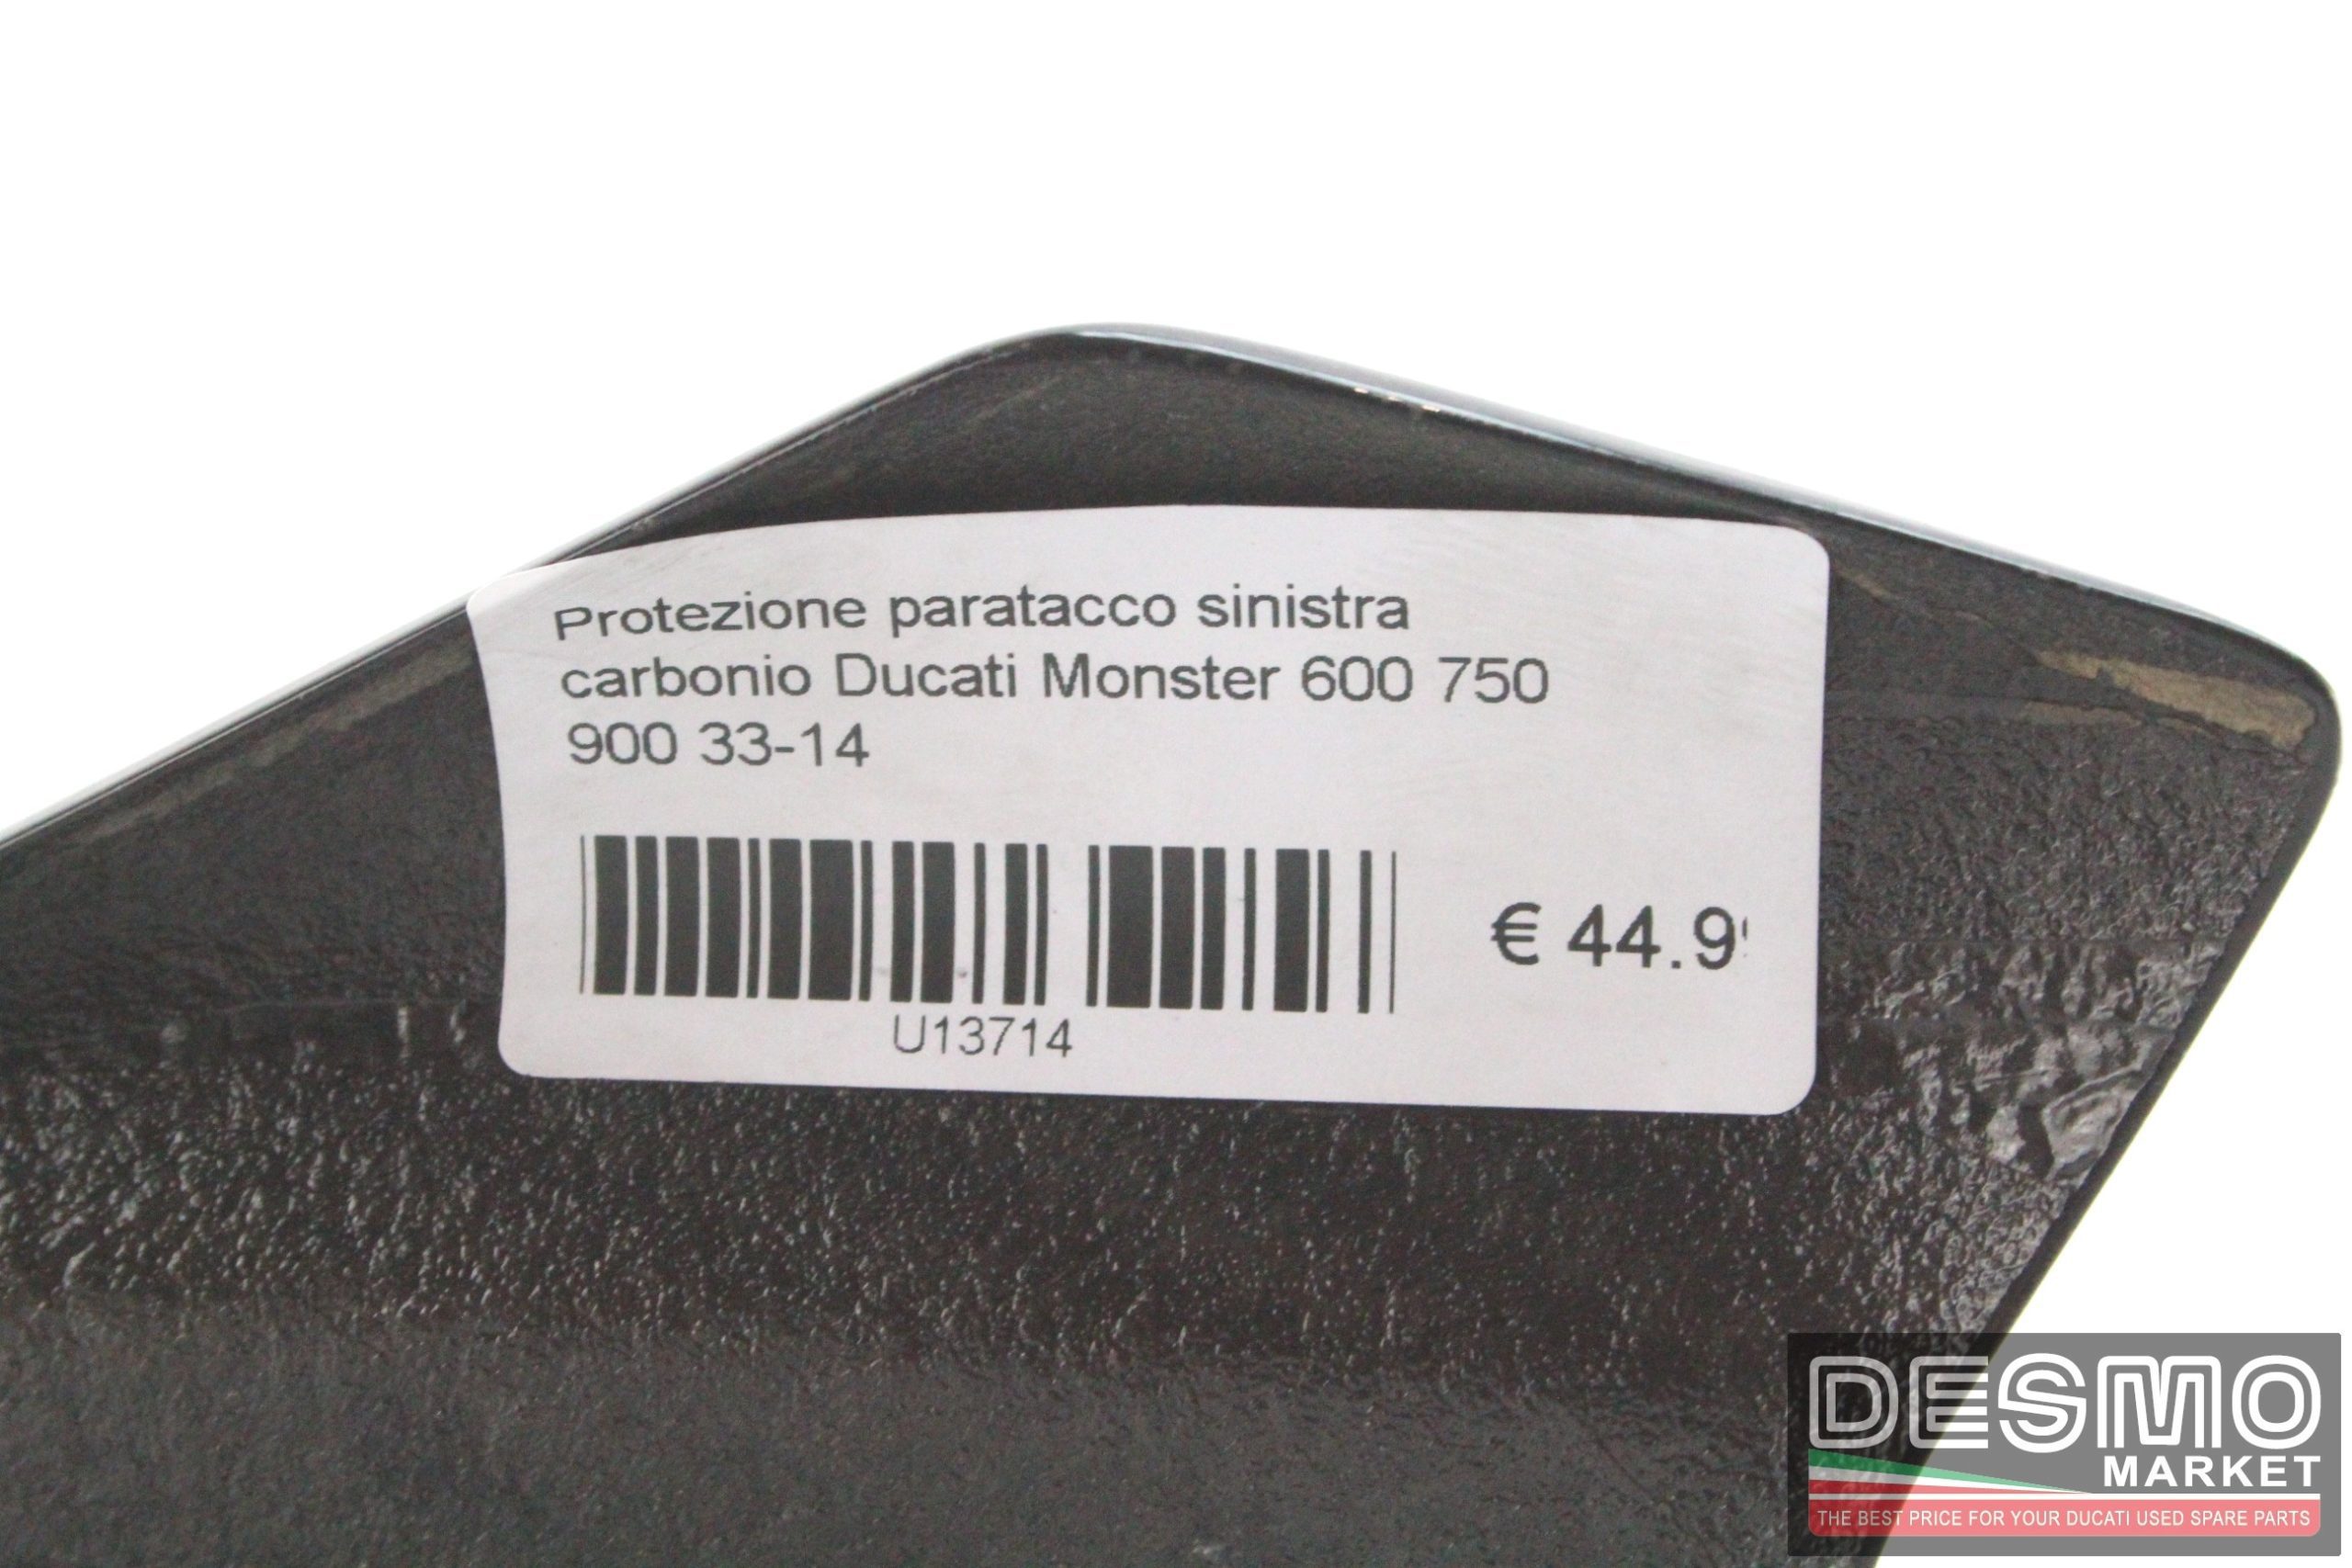 Protezione paratacco sinistra
carbonio Ducati Monster 600 750
900 33-14
€ 44.9
U13714
DESMO
MARKET
THE BEST PRICE FOR YOUR DUCATI USED SPARE PARTS